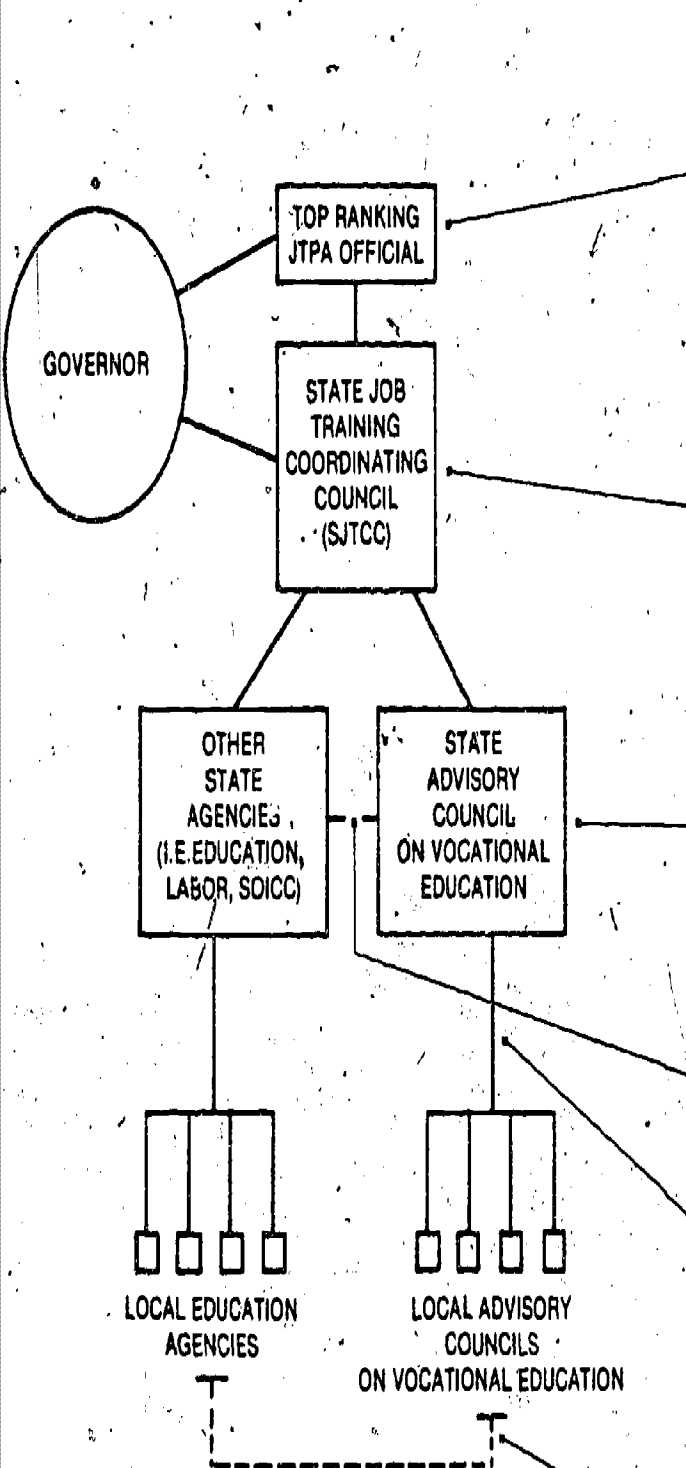 TOP RANKING
JTPA OFFICIAL
GOVERNOR
STATE JOB
TRAINING
COORDINATING
COUNCIL
(SJTCC)
OTHER
STATE
AGENCIES,
(I.E.EDUCATION,
LABOR, SOICC)
STATE
ADVISORY
COUNCIL
ON VOCATIONAL
EDUCATION
LOCAL EDUCATION
AGENCIES
LOCAL ADVISORY
COUNCILS
ON VOCATIONAL EDUCATION